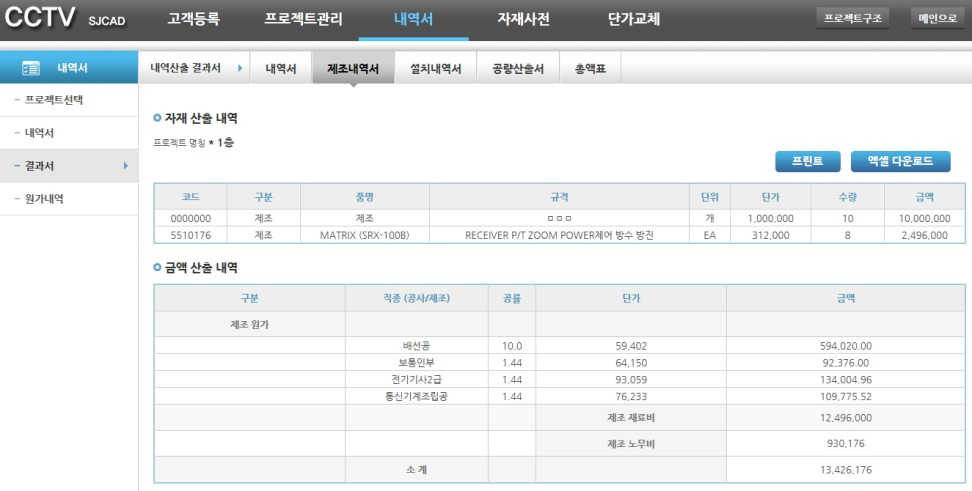 CCTV SJCAD 고객등록 프로젝트관리 내역서 자재사전 단가교체 프로젝트구조 메인으로
내역서 내역산출 결과서 내역서 제조내역서 설치내역서 공량산출서 총액표
- 프로젝트선택
- 내역서
- 결과서
- 원가내역
자재 산출 내역
프로젝트 명칭 * 1층
프린트 엑셀 다운로드
코드 구분 품명 규격 단위 단가 수량 금액
0000000 제조 제조 ㅁㅁㅁ 개 1,000,000 10 10,000,000
5510176 제조 MATRIX (SRX-100B) RECEIVER P/T ZOOM POWER제어 방수 방진 EA 312,000 8 2,496,000
금액 산출 내역
구분 직종 (공사/제조) 공률 단가 금액
제조 원가
배선공 10.0 59,402 594,020.00
보통인부 1.44 64,150 92,376.00
전기기사2급 1.44 93,059 134,004.96
통신기계조립공 1.44 76,233 109,775.52
제조 재료비 12,496,000
제조 노무비 930,176
소 계 13,426,176